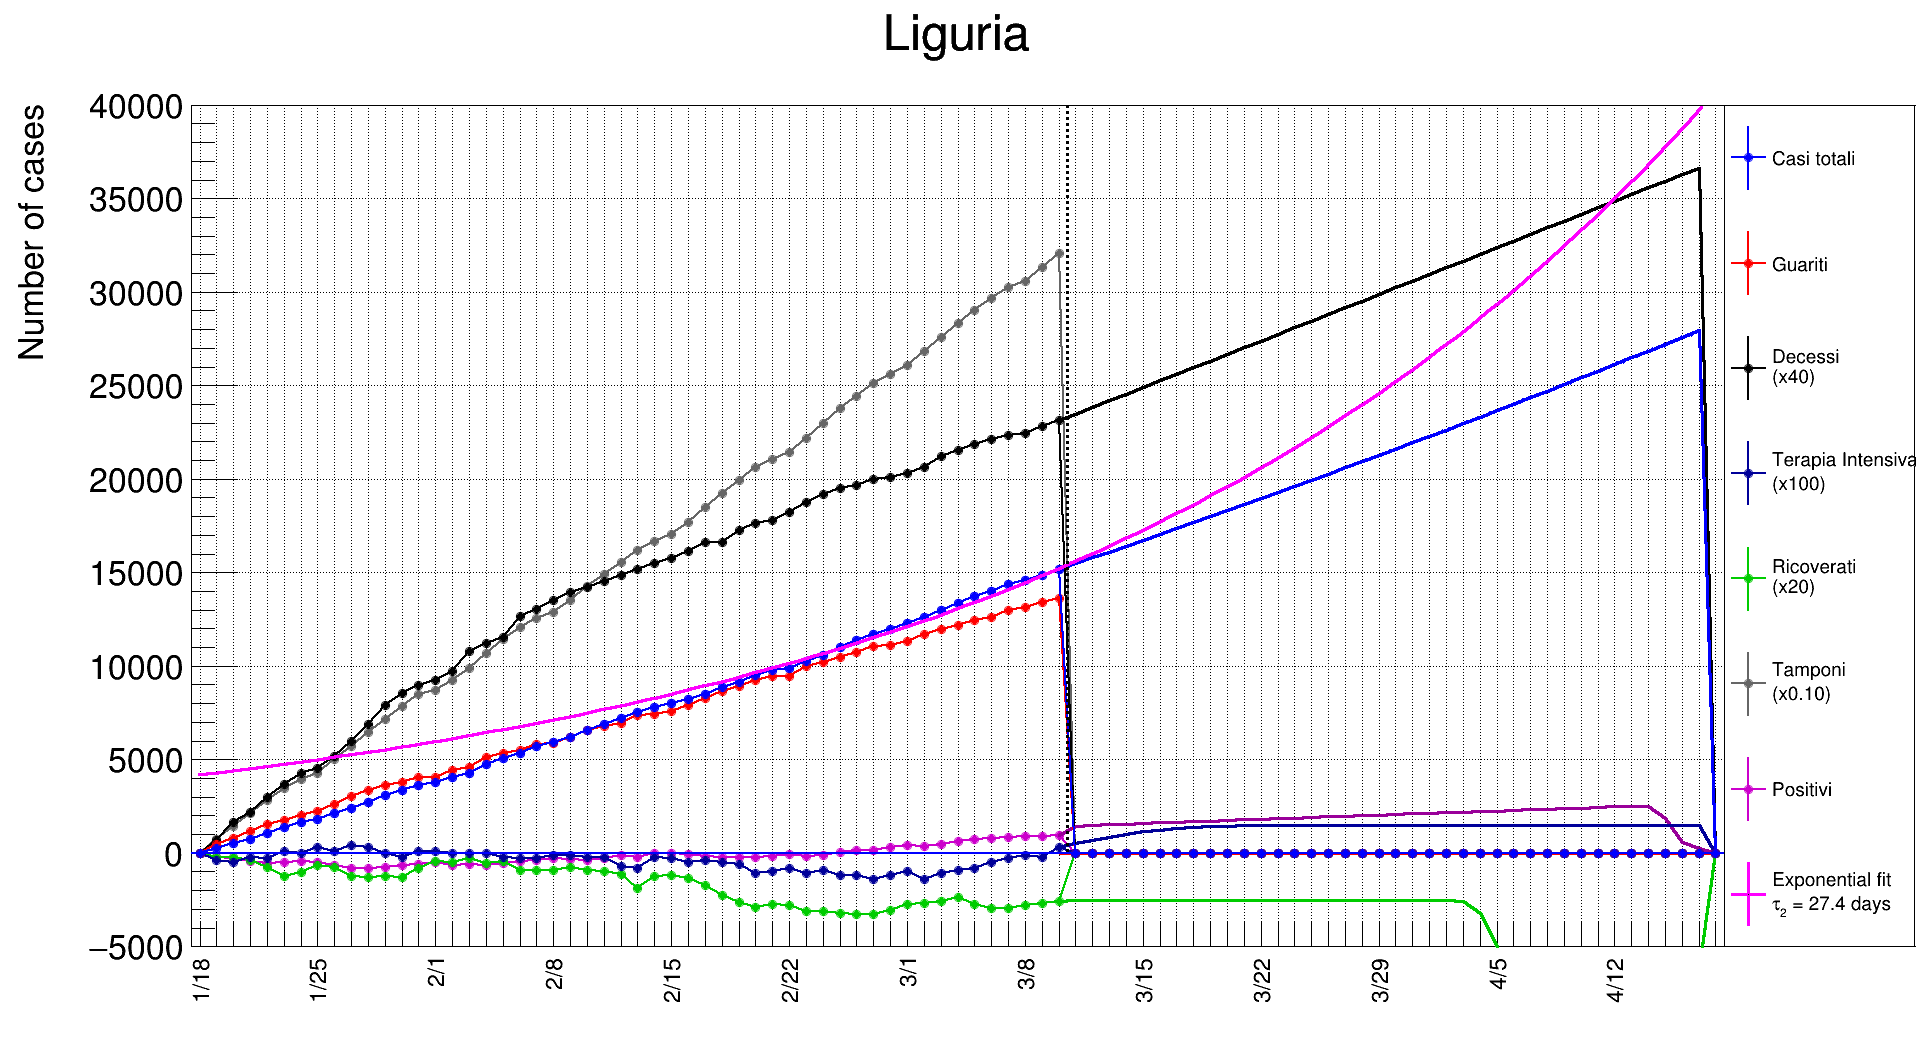 Liguria
Number of cases
40000
35000
30000
25000
20000
15000
10000
5000
0
−5000
1/18
1/25
2/1
2/8
2/15
2/22
3/1
3/8
3/15
3/22
3/29
4/5
4/12
Casi totali
Guariti
Decessi
(x40)
Terapia Intensiva
(x100)
Ricoverati
(x20)
Tamponi
(x0.10)
Positivi
Exponential fit
τ2 = 27.4 days